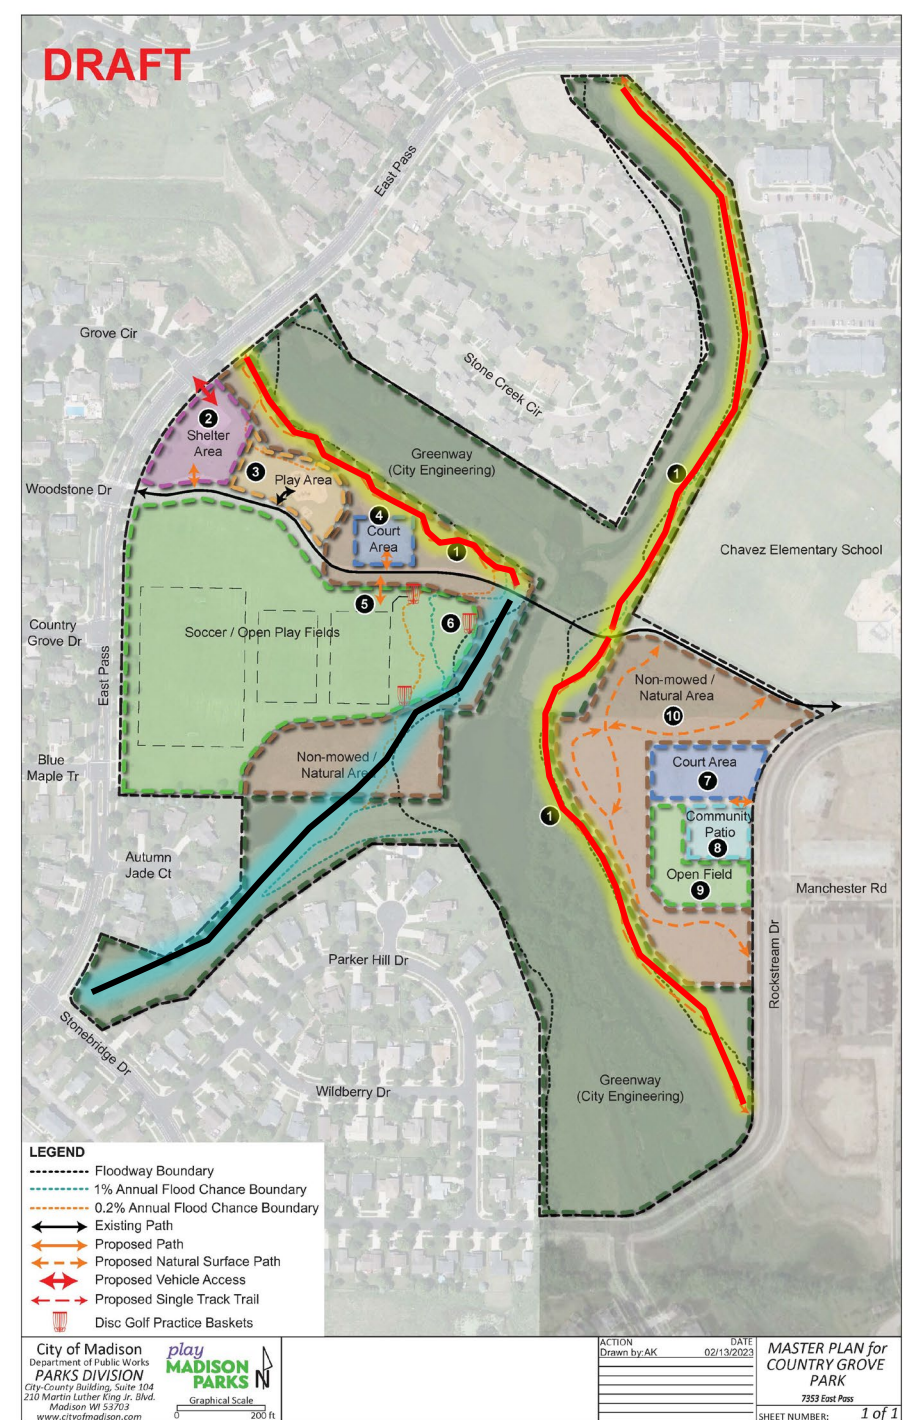 DRAFT
East Pass
Grove Cir
Stone Creek Cir
2
Shelter
Area
Greenway
(City Engineering)
3
Play Area
1
Woodstone Dr
4
Court
Area
1
Chavez Elementary School
5
6
Country
Grove Dr
Soccer / Open Play Fields
East Pass
Non-mowed /
Natural Area
10
Blue
Maple Tr
Non-mowed /
Natural Area
Court Area
7
1
Community
Patio
8
Autumn
Jade Ct
Open Field
9
Manchester Rd
Parker Hill Dr
Rockstream Dr
Stonebridge Dr
Wildberry Dr
Greenway
(City Engineering)
LEGEND
Floodway Boundary
1% Annual Flood Chance Boundary
0.2% Annual Flood Chance Boundary
Existing Path
Proposed Path
Proposed Natural Surface Path
Proposed Vehicle Access
Proposed Single Track Trail
Disc Golf Practice Baskets
City of Madison
Department of Public Works
PARKS DIVISION
City-County Building, Suite 104
210 Martin Luther King Jr. Blvd.
Madison WI 53703
www.cityofmadison.com
play
MADISON
PARKS
N
Graphical Scale
0 200 ft
ACTION DATE
Drawn by:AK 02/13/2023
MASTER PLAN for
COUNTRY GROVE
PARK
7353 East Pass
SHEET NUMBER: 1 of 1